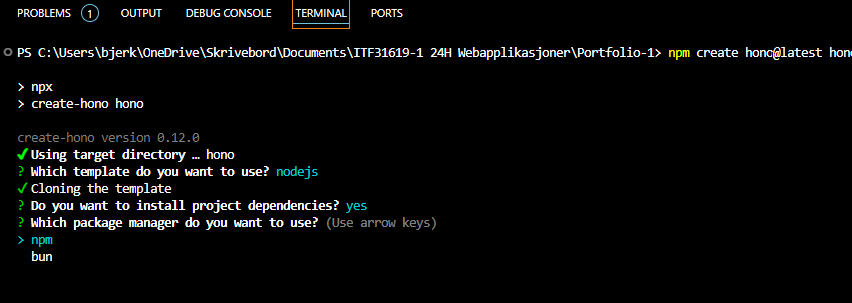 PROBLEMS 1 OUTPUT DEBUG CONSOLE TERMINAL PORTS
PS C:\Users\bjerk\OneDrive\Skrivebord\Documents\ITF31619-1 24H Webapplikasjoner\Portfolio-1> npm create hono@latest hono
> npx
> create-hono hono
create-hono version 0.12.0
✔ Using target directory … hono
? Which template do you want to use? nodejs
✓ Cloning the template
? Do you want to install project dependencies? yes
? Which package manager do you want to use? (Use arrow keys)
> npm
bun